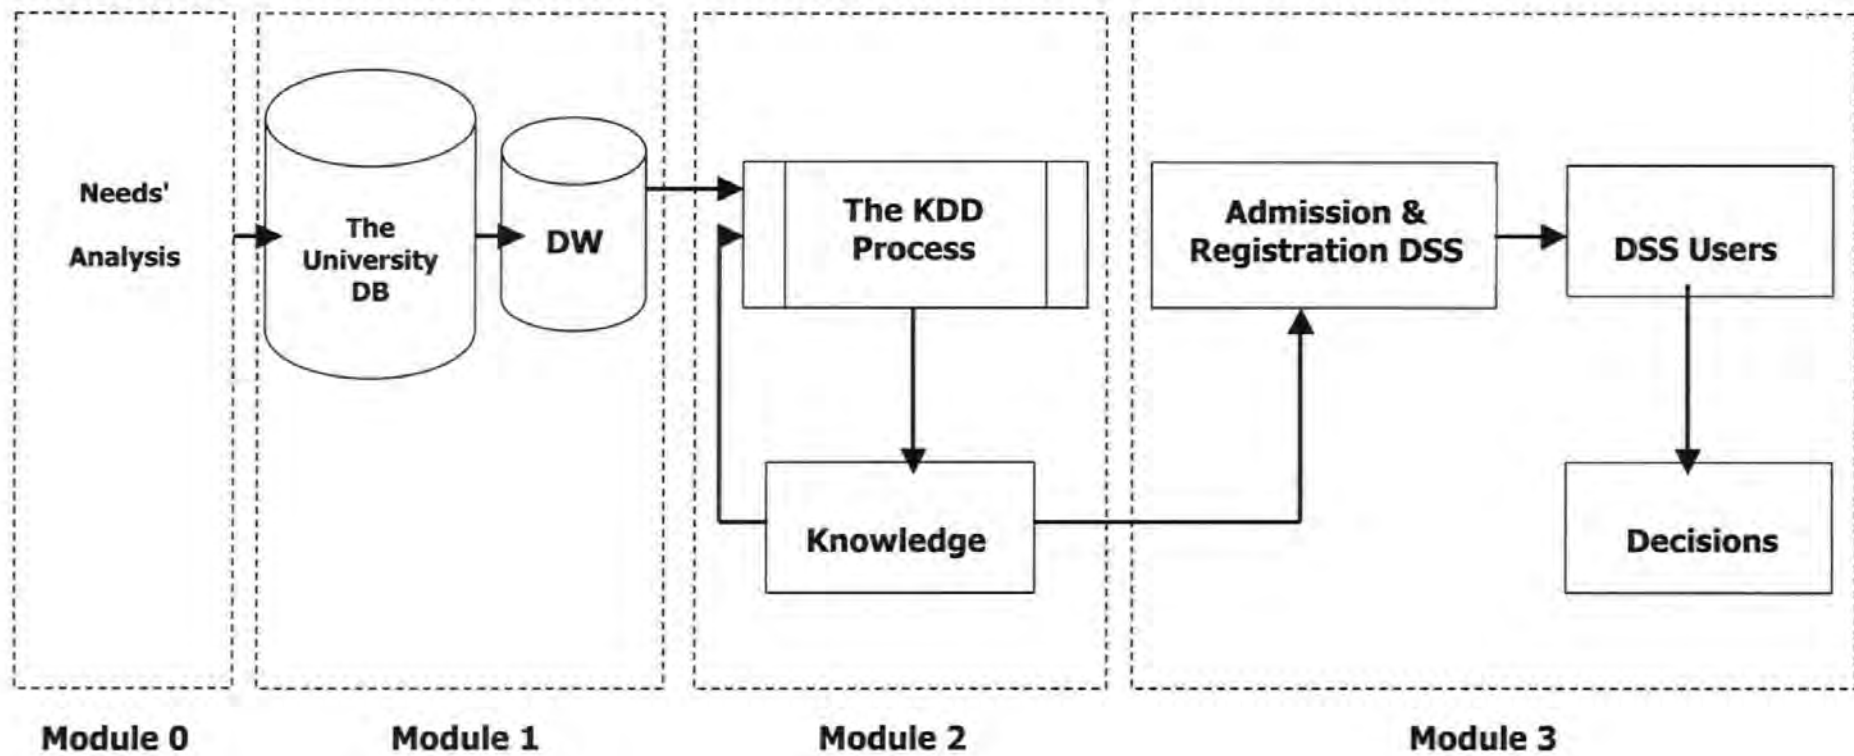 Needs'
Analysis
The
University
DB
DW
The KDD
Process
Knowledge
Admission &
Registration DSS
DSS Users
Decisions
Module 0
Module 1
Module 2
Module 3